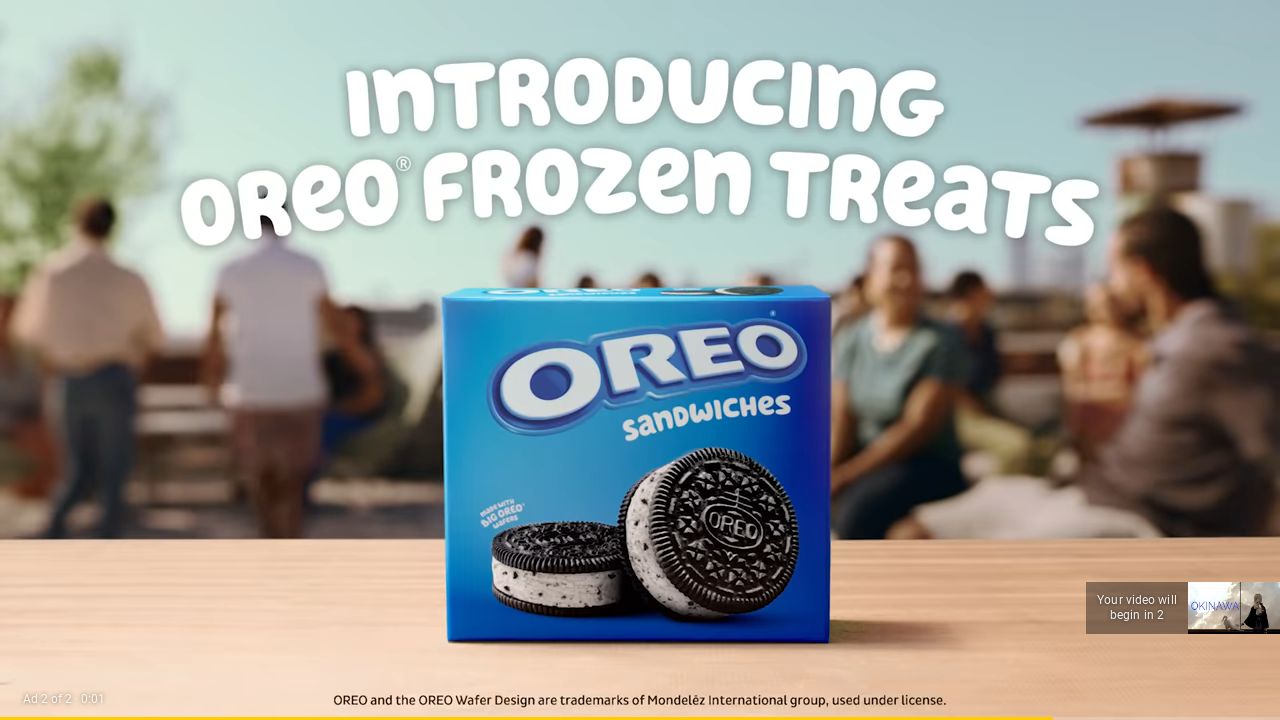 INTRODUCING
OREO® FROZEN TREATS
OREO
SANDWICHES
MADE WITH
BIG OREO®
WAFERS
OREO
Your video will
begin in 2
OKINAWA
Ad 2 of 2 · 0:01
OREO and the OREO Wafer Design are trademarks of Mondelēz International group, used under license.